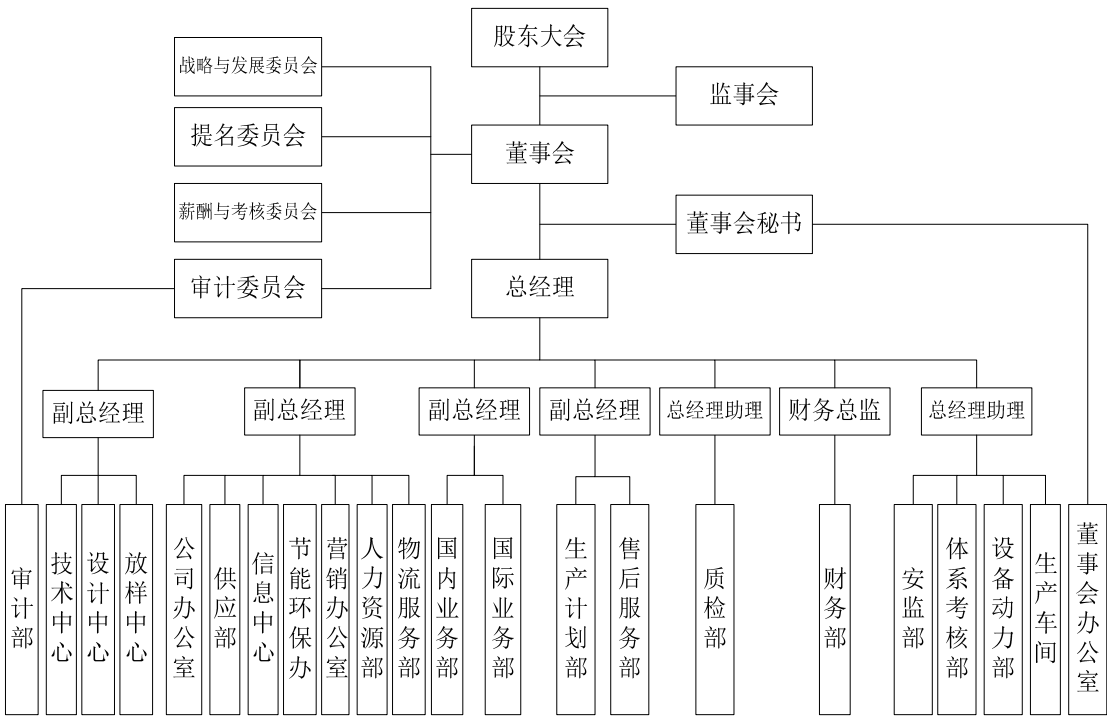 股东大会
战略与发展委员会
监事会
提名委员会
董事会
薪酬与考核委员会
董事会秘书
审计委员会
总经理
副总经理
副总经理
副总经理
副总经理
总经理助理
财务总监
总经理助理
审计部
技术中心
设计中心
放样中心
公司办公室
供应部
信息中心
节能环保办
营销办公室
人力资源部
物流服务部
国内业务部
国际业务部
生产计划部
售后服务部
质检部
财务部
安监部
体系考核部
设备动力部
生产车间
董事会办公室